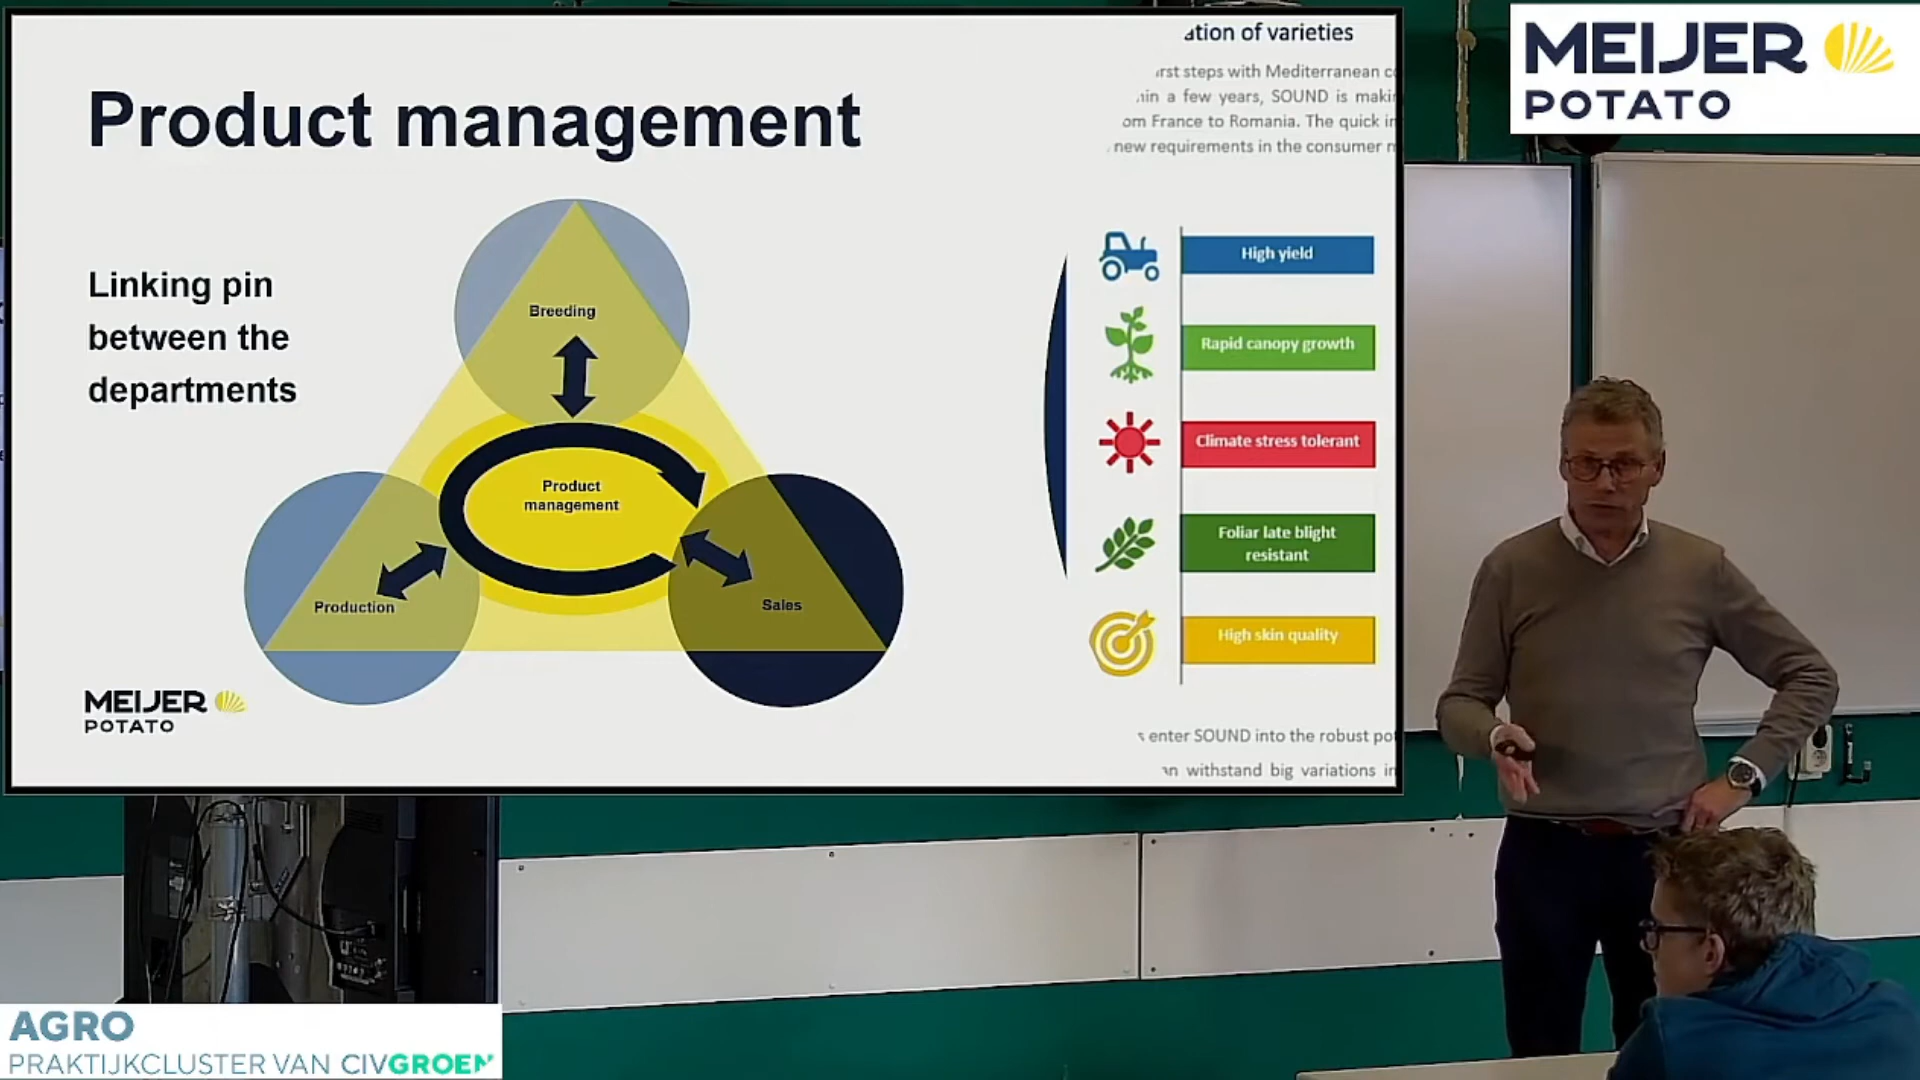 Product management
Linking pin
between the
departments
Breeding
Product
management
Production
Sales
MEIJER
POTATO
ation of varieties
rst steps with Mediterranean
in a few years, SOUND is
om France to Romania. The quick
new requirements in the consumer
High yield
Rapid canopy growth
Climate stress tolerant
Foliar late blight
resistant
High skin quality
enter SOUND into the robust
withstand big variations in
MEIJER
POTATO
AGRO
PRAKTIJKCLUSTER VAN CIVGROEN